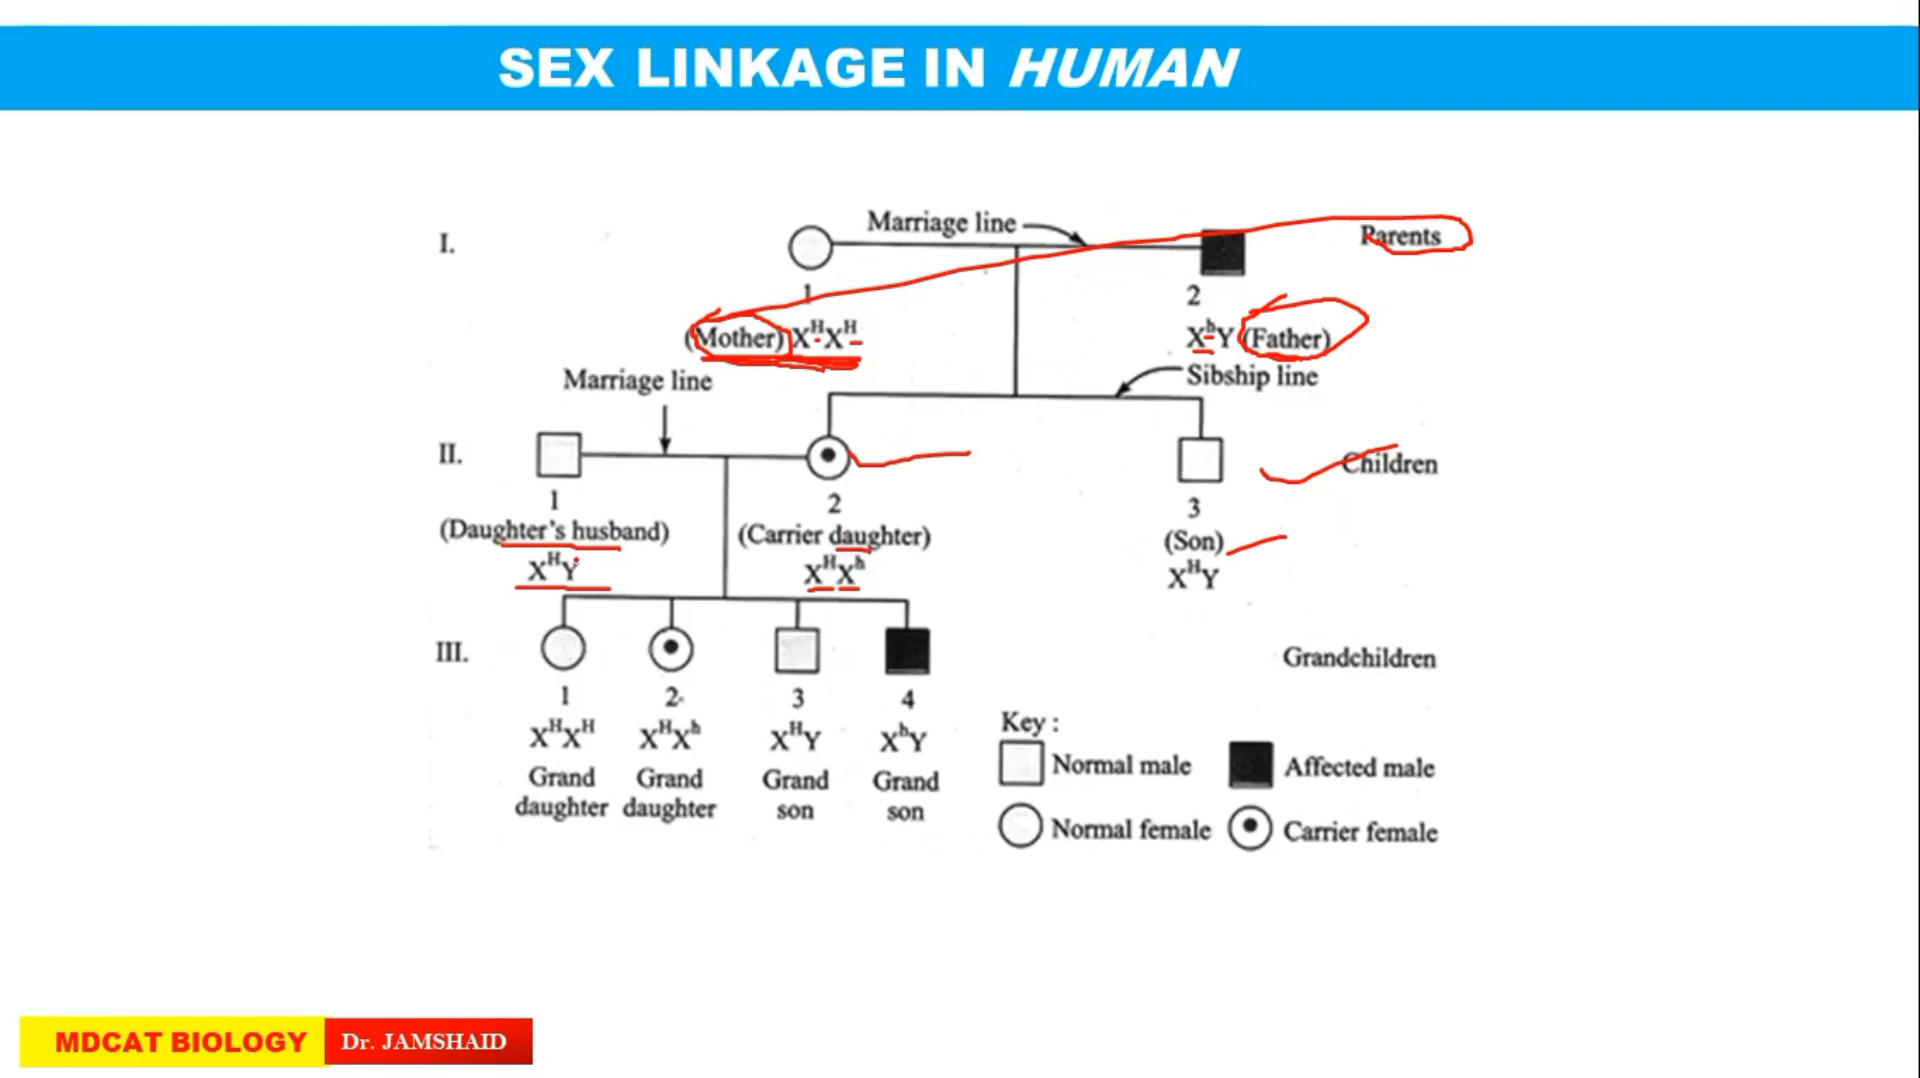 SEX LINKAGE IN HUMAN
Marriage line
I.
Parents
1
2
(Mother) XᴴXᴴ
XʰY (Father)
Marriage line
Sibship line
II.
Children
1
2
3
(Daughter's husband)
(Carrier daughter)
(Son)
XᴴY
XᴴXʰ
XᴴY
III.
Grandchildren
1
2
3
4
XᴴXᴴ
XᴴXʰ
XᴴY
XʰY
Grand daughter
Grand daughter
Grand son
Grand son
Key :
Normal male
Affected male
Normal female
Carrier female
MDCAT BIOLOGY
Dr. JAMSHAID